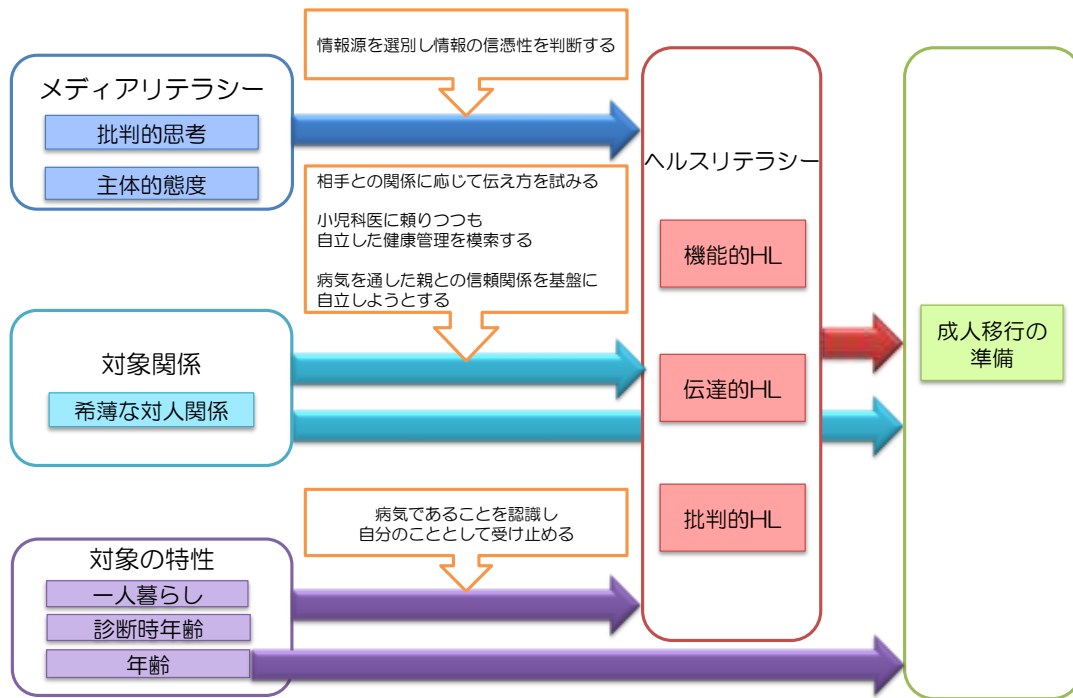 情報源を選別し情報の信憑性を判断する
メディアリテラシー
批判的思考
主体的態度
相手との関係に応じて伝え方を試みる
小児科医に頼りつつも
自立した健康管理を模索する
病気を通した親との信頼関係を基盤に
自立しようとする
対象関係
希薄な対人関係
病気であることを認識し
自分のこととして受け止める
対象の特性
一人暮らし
診断時年齢
年齢
ヘルスリテラシー
機能的HL
伝達的HL
批判的HL
成人移行の
準備